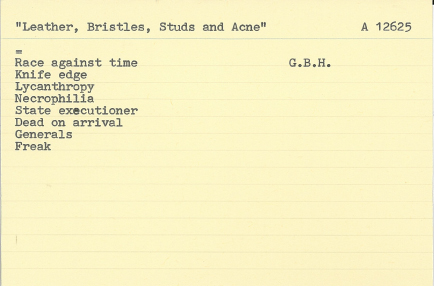 "Leather, Bristles, Studs and Acne" A 12625
=
Race against time G.B.H.
Knife edge
Lycanthropy
Necrophilia
State executioner
Dead on arrival
Generals
Freak